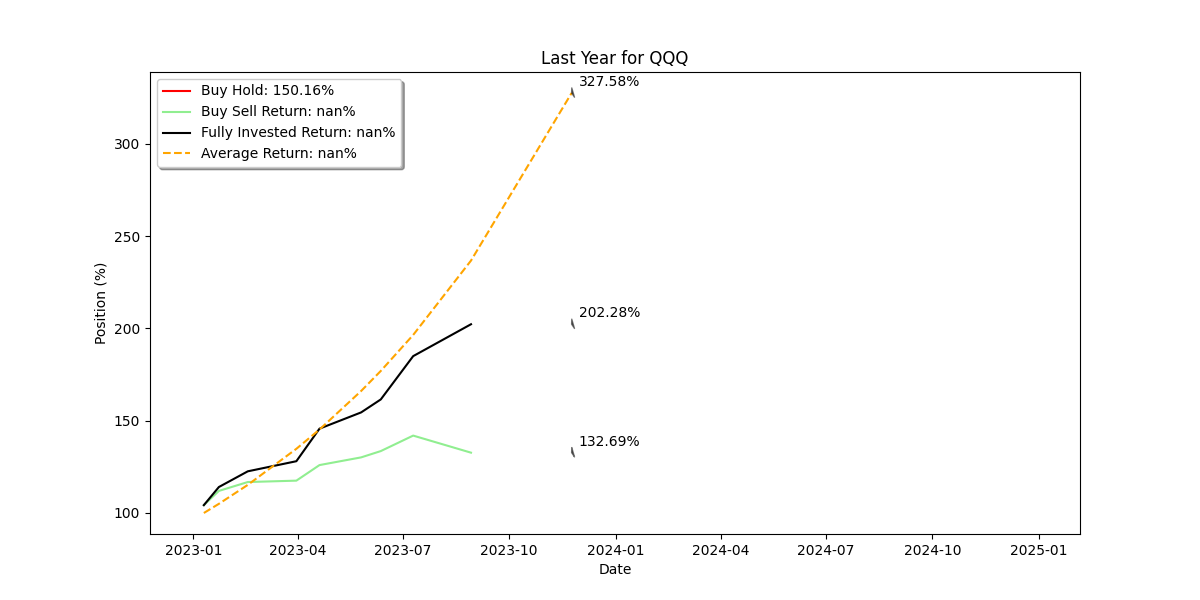 Last Year for QQQ
Buy Hold: 150.16%
Buy Sell Return: nan%
Fully Invested Return: nan%
Average Return: nan%
327.58%
202.28%
132.69%
Position (%)
300
250
200
150
100
2023-01 2023-04 2023-07 2023-10 2024-01 2024-04 2024-07 2024-10 2025-01
Date